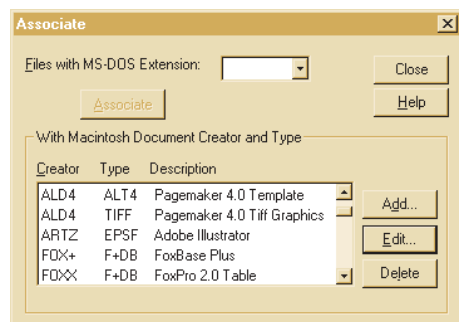 Associate
Files with MS-DOS Extension:
Close
Associate
Help
With Macintosh Document Creator and Type
Creator Type Description
ALD4 ALT4 Pagemaker 4.0 Template
ALD4 TIFF Pagemaker 4.0 Tiff Graphics
ARTZ EPSF Adobe Illustrator
FOX+ F+DB FoxBase Plus
FOXX F+DB FoxPro 2.0 Table
Add...
Edit...
Delete